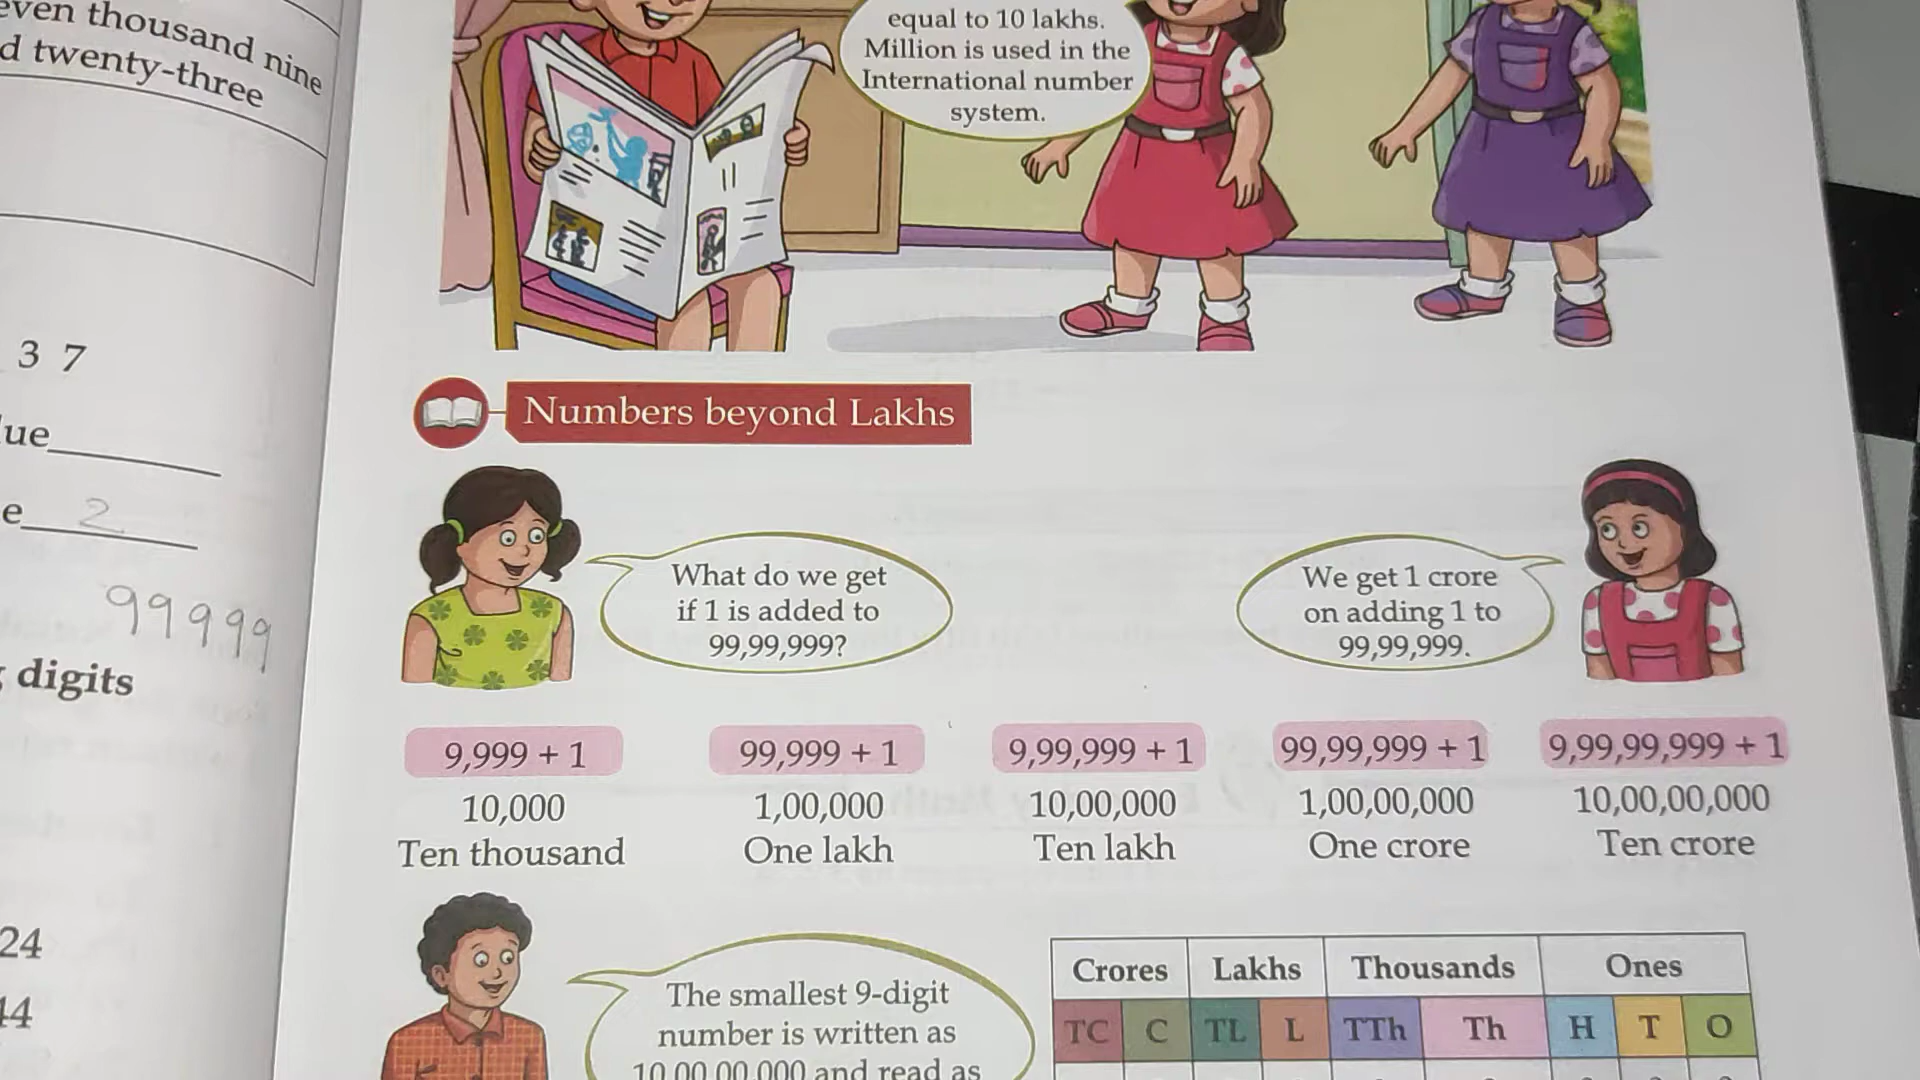 even thousand nine
d twenty-three
3 7
lue
e 2
99999
digits
24
44
equal to 10 lakhs.
Million is used in the
International number
system.
Numbers beyond Lakhs
What do we get
if 1 is added to
99,99,999?
We get 1 crore
on adding 1 to
99,99,999.
9,999 + 1 99,999 + 1 9,99,999 + 1 99,99,999 + 1 9,99,99,999 + 1
10,000 1,00,000 10,00,000 1,00,00,000 10,00,00,000
Ten thousand One lakh Ten lakh One crore Ten crore
The smallest 9-digit
number is written as
10,00,00,000 and read as
Crores Lakhs Thousands Ones
TC C TL L TTh Th H T O